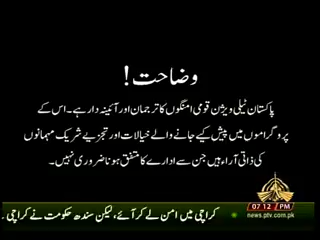 وضاحت!
پاکستان ٹیلی ویژن قومی امنگوں کا ترجمان اور آئینہ دار ہے۔ اس کے
پروگراموں میں پیش کیے جانے والے خیالات اور تجزیے شریک مہمانوں
کی ذاتی آراء ہیں جن سے ادارے کا متفق ہونا ضروری نہیں۔
07:12 PM
news.ptv.com.pk
کراچی میں امن لے کر آئے، لیکن سندھ حکومت نے کراچی